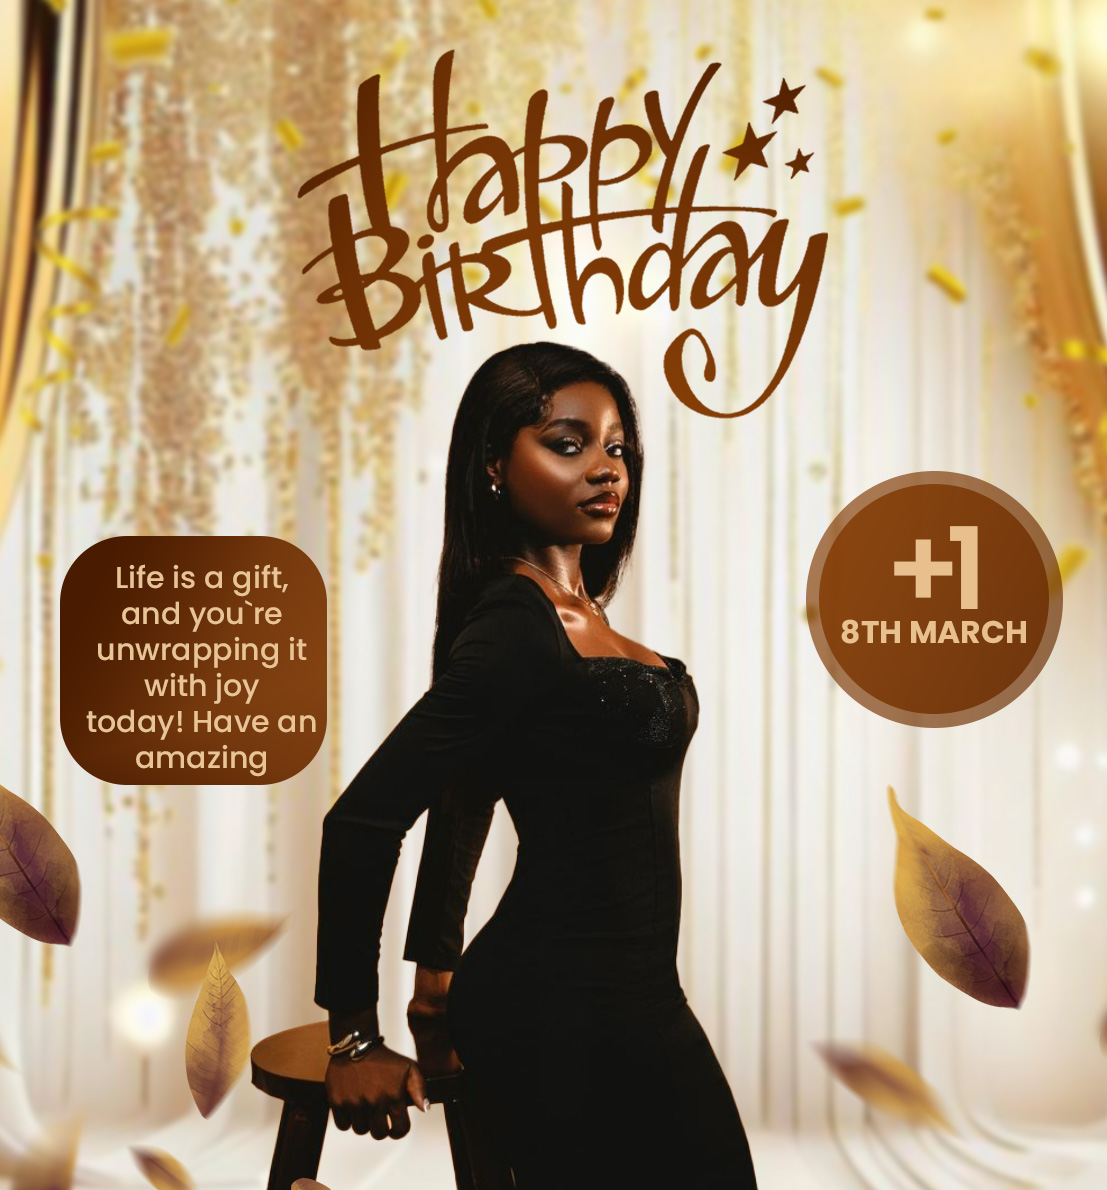 Happy
Birthday
Life is a gift,
and you`re
unwrapping it
with joy
today! Have an
amazing
+1
8TH MARCH